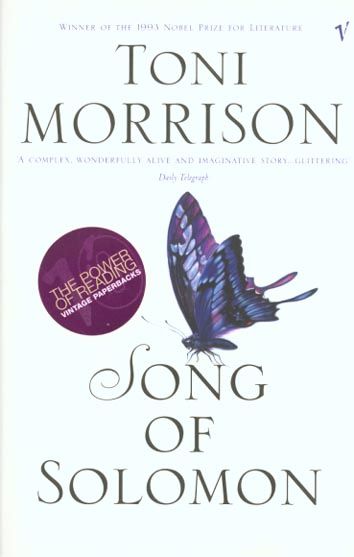 WINNER OF THE 1993 NOBEL PRIZE FOR LITERATURE
V
TONI
MORRISON
A COMPLEX, WONDERFULLY ALIVE AND IMAGINATIVE STORY...GLITTERING
Daily Telegraph
THE POWER
OF READING
VINTAGE PAPERBACKS
SONG
OF
SOLOMON